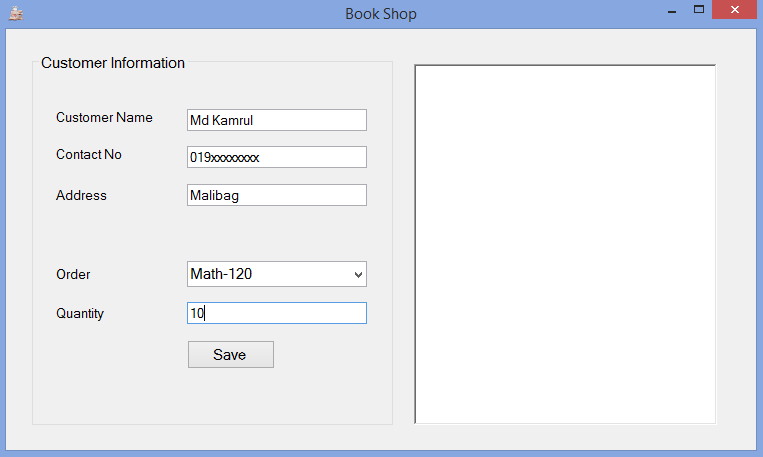 Book Shop
Customer Information
Customer Name Md Kamrul
Contact No 019xxxxxxxx
Address Malibag
Order Math-120
Quantity 10
Save